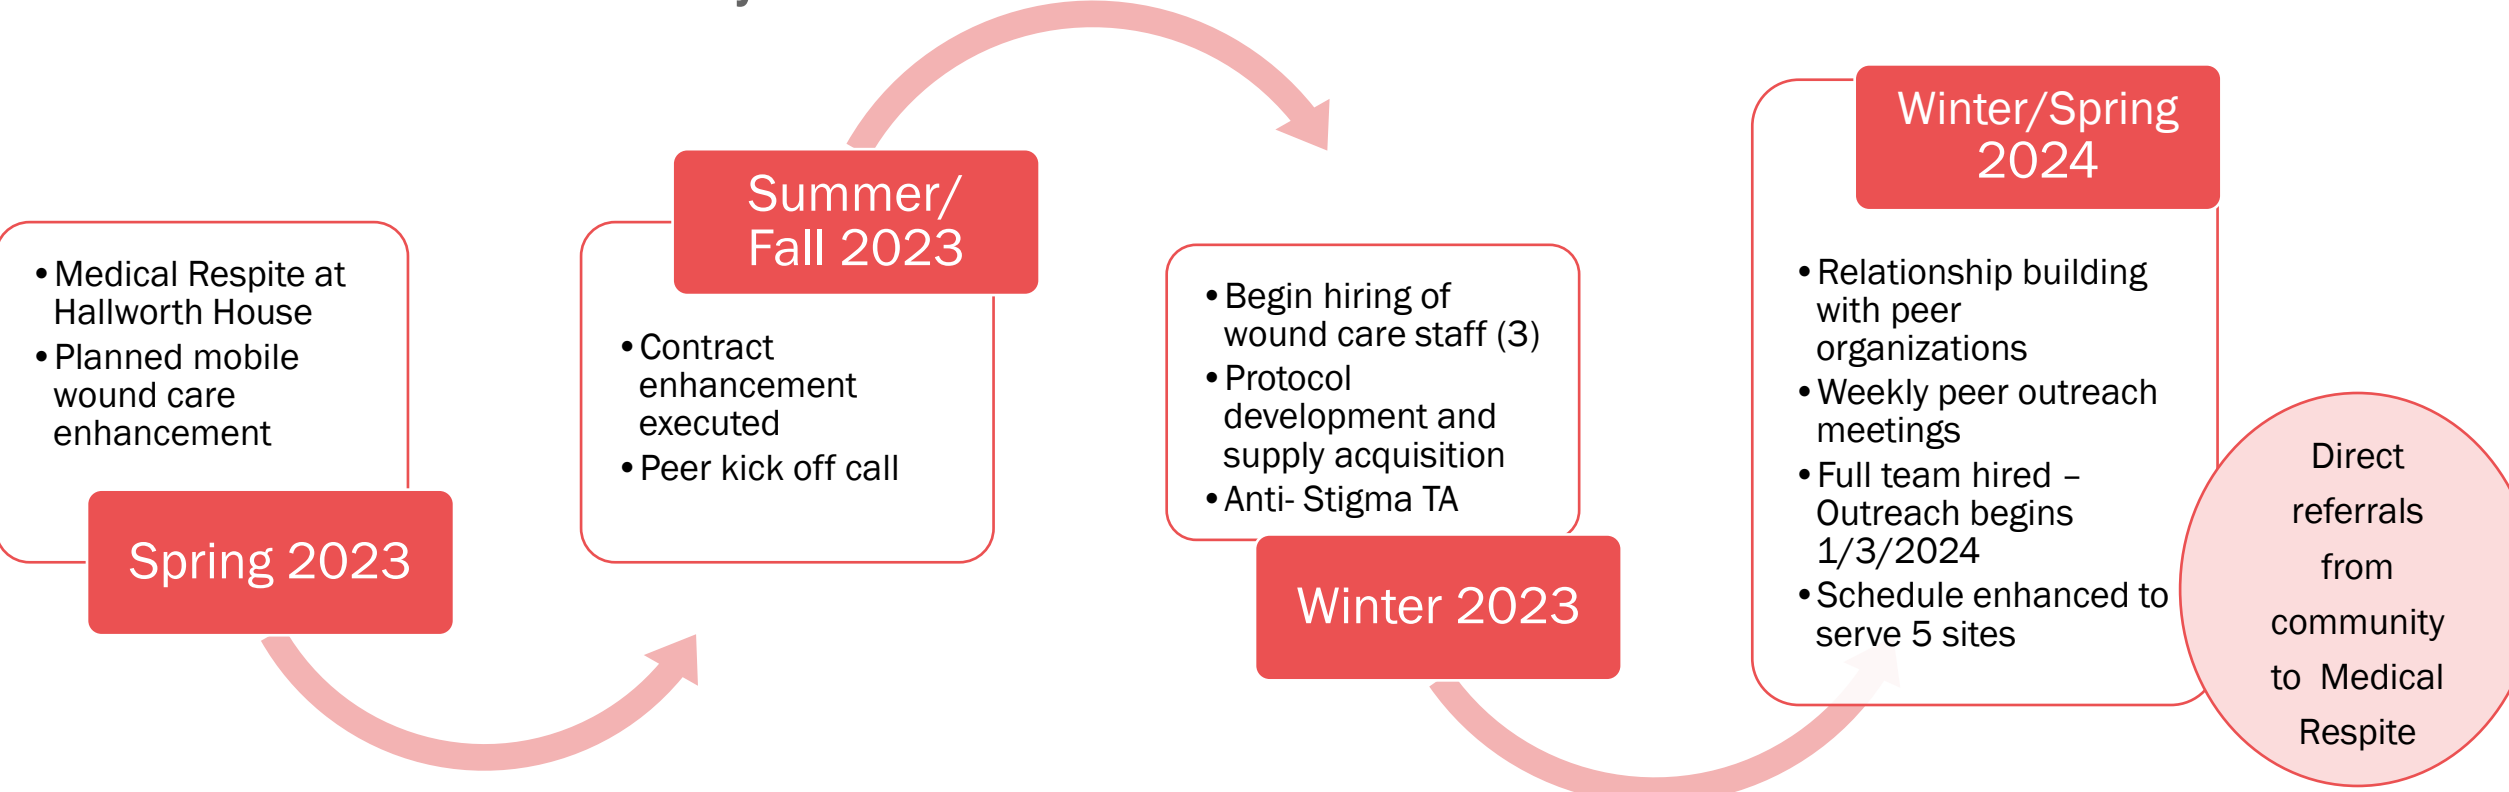 •Medical Respite at
Hallworth House
•Planned mobile
wound care
enhancement
Spring 2023
Summer/
Fall 2023
•Contract
enhancement
executed
•Peer kick off call
•Begin hiring of
wound care staff (3)
•Protocol
development and
supply acquisition
•Anti- Stigma TA
Winter 2023
Winter/Spring
2024
•Relationship building
with peer
organizations
•Weekly peer outreach
meetings
•Full team hired –
Outreach begins
1/3/2024
•Schedule enhanced to
serve 5 sites
Direct
referrals
from
community
to Medical
Respite